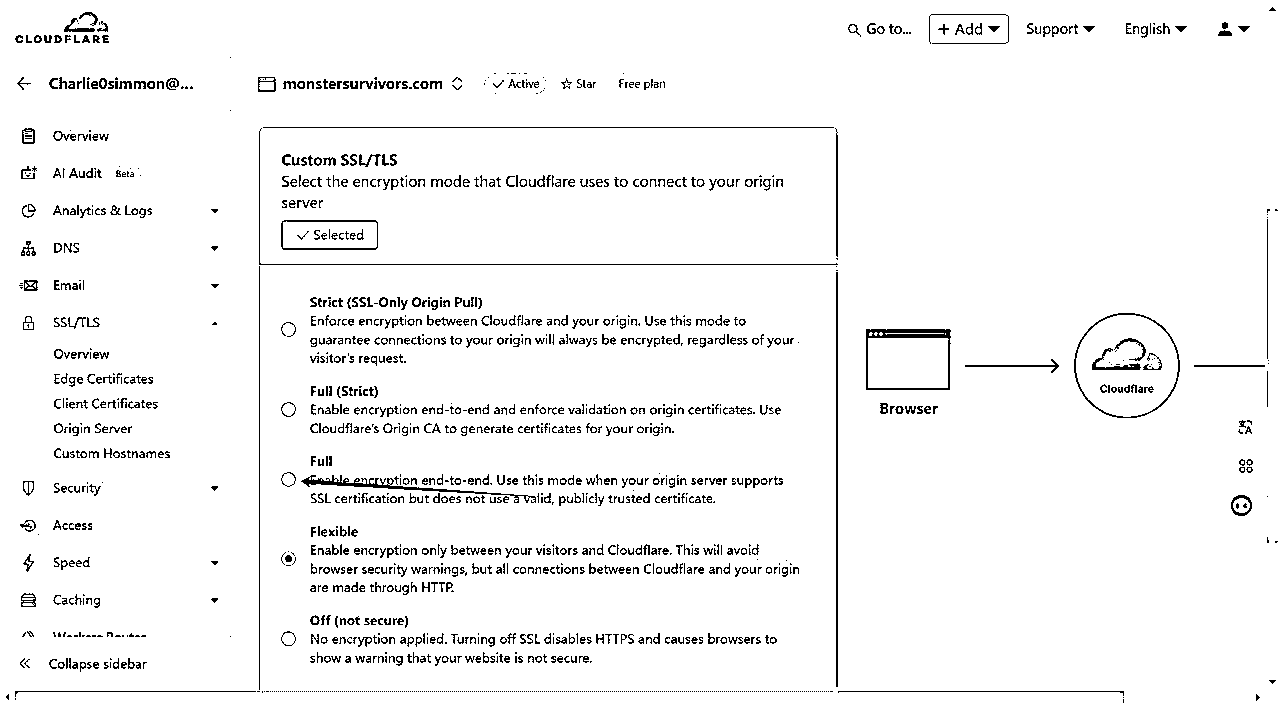 CLOUDFLARE
Go to...
+ Add
Support
English
Charlie0simmon@...
monstersurvivors.com
Active
Star
Free plan
Overview
AI Audit Beta
Analytics & Logs
DNS
Email
SSL/TLS
Overview
Edge Certificates
Client Certificates
Origin Server
Custom Hostnames
Security
Access
Speed
Caching
Workers Routes
Collapse sidebar
Custom SSL/TLS
Select the encryption mode that Cloudflare uses to connect to your origin
server
Selected
Strict (SSL-Only Origin Pull)
Enforce encryption between Cloudflare and your origin. Use this mode to
guarantee connections to your origin will always be encrypted, regardless of your
visitor's request.
Full (Strict)
Enable encryption end-to-end and enforce validation on origin certificates. Use
Cloudflare's Origin CA to generate certificates for your origin.
Full
Enable encryption end-to-end. Use this mode when your origin server supports
SSL certification but does not use a valid, publicly trusted certificate.
Flexible
Enable encryption only between your visitors and Cloudflare. This will avoid
browser security warnings, but all connections between Cloudflare and your origin
are made through HTTP.
Off (not secure)
No encryption applied. Turning off SSL disables HTTPS and causes browsers to
show a warning that your website is not secure.
Browser
Cloudflare